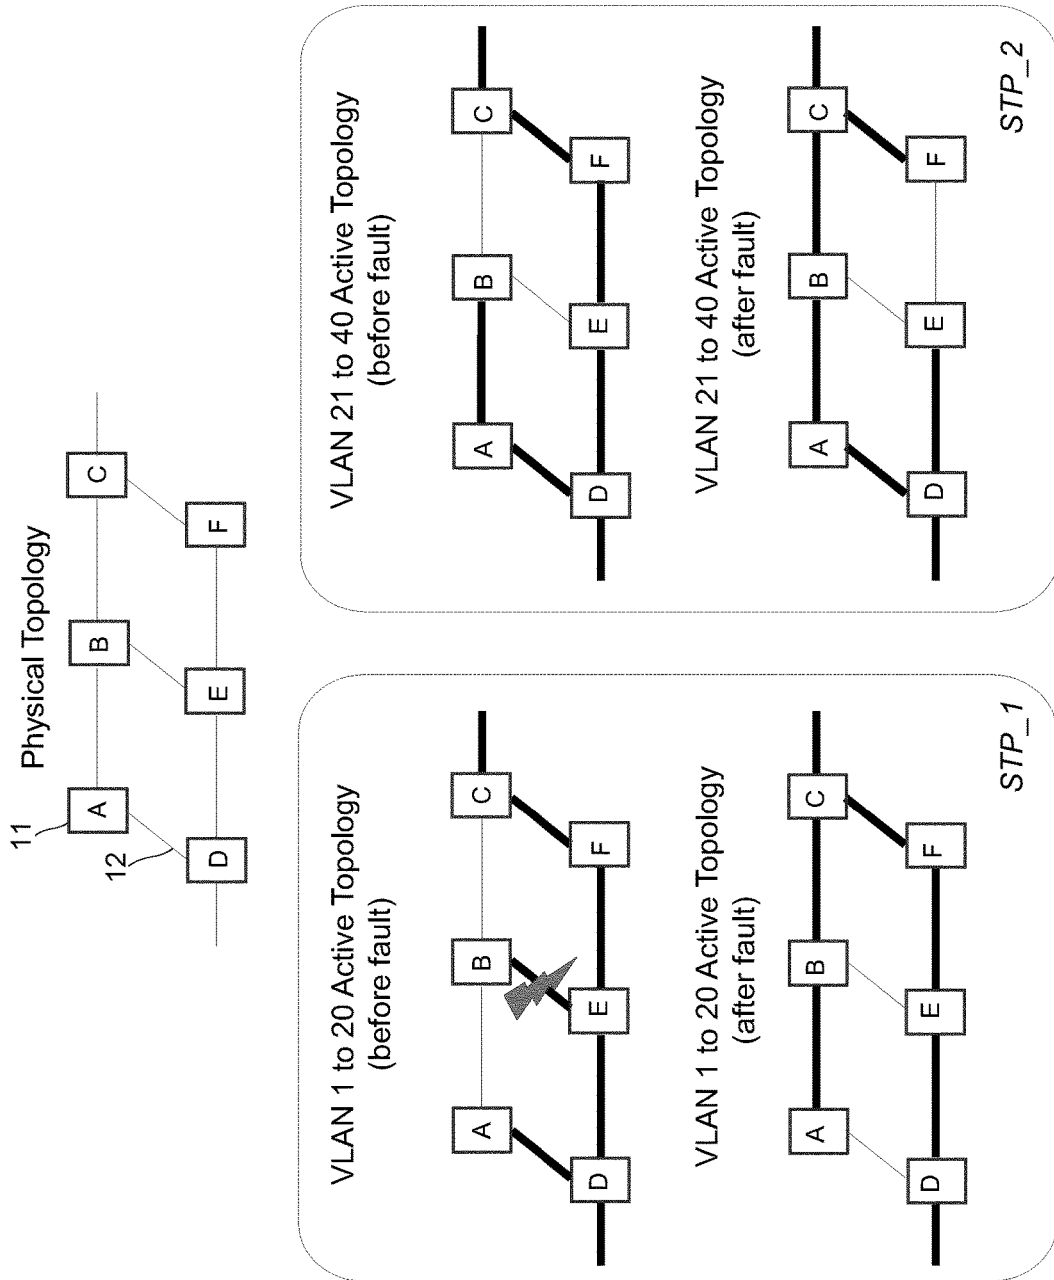 Physical Topology
11
12
A
B
C
D
E
F
VLAN 1 to 20 Active Topology
(before fault)
A
B
C
D
E
F
VLAN 1 to 20 Active Topology
(after fault)
A
B
C
D
E
F
STP_1
VLAN 21 to 40 Active Topology
(before fault)
A
B
C
D
E
F
VLAN 21 to 40 Active Topology
(after fault)
A
B
C
D
E
F
STP_2